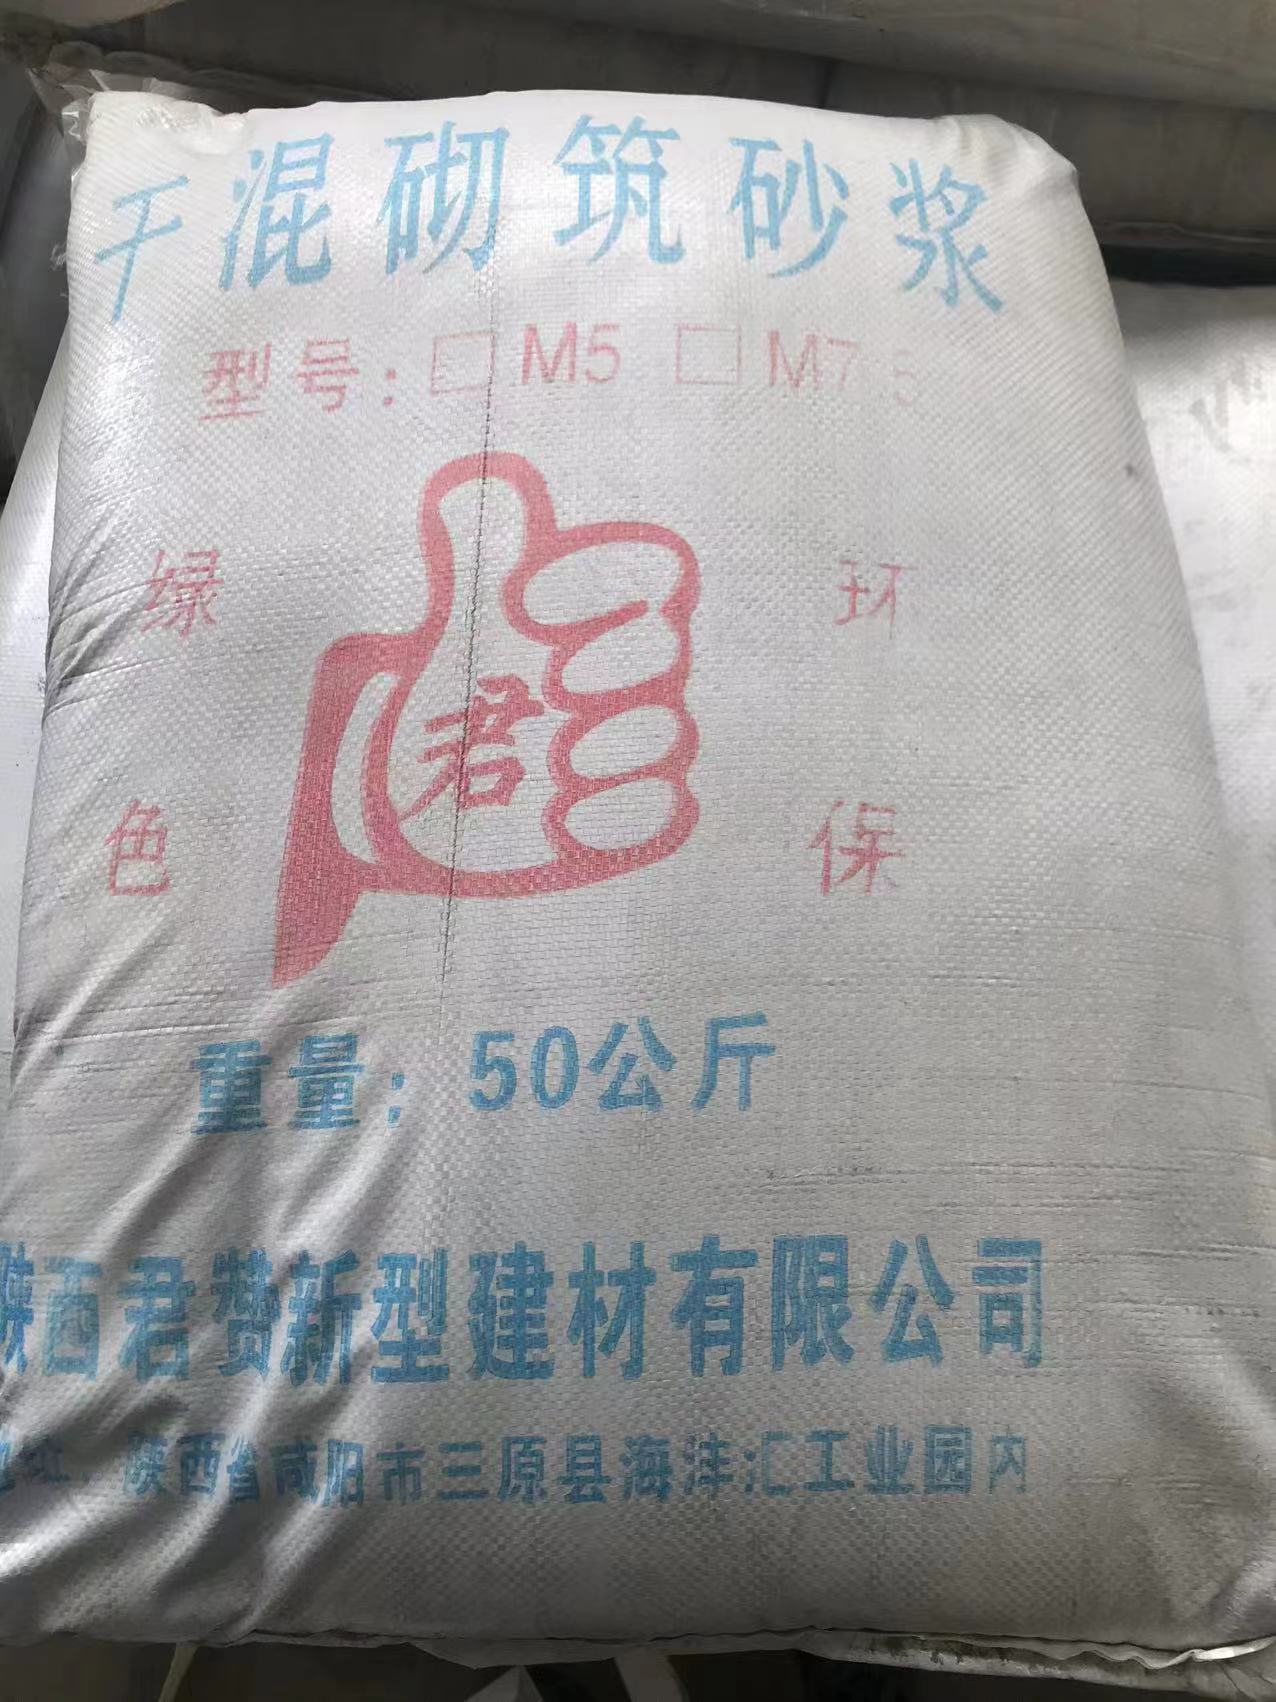 干混砌筑砂浆
型号:□M5 □M7.5
绿 环
君
色 保
重量:50公斤
陕西君赞新型建材有限公司
地址:陕西省咸阳市三原县海沣汇工业园内